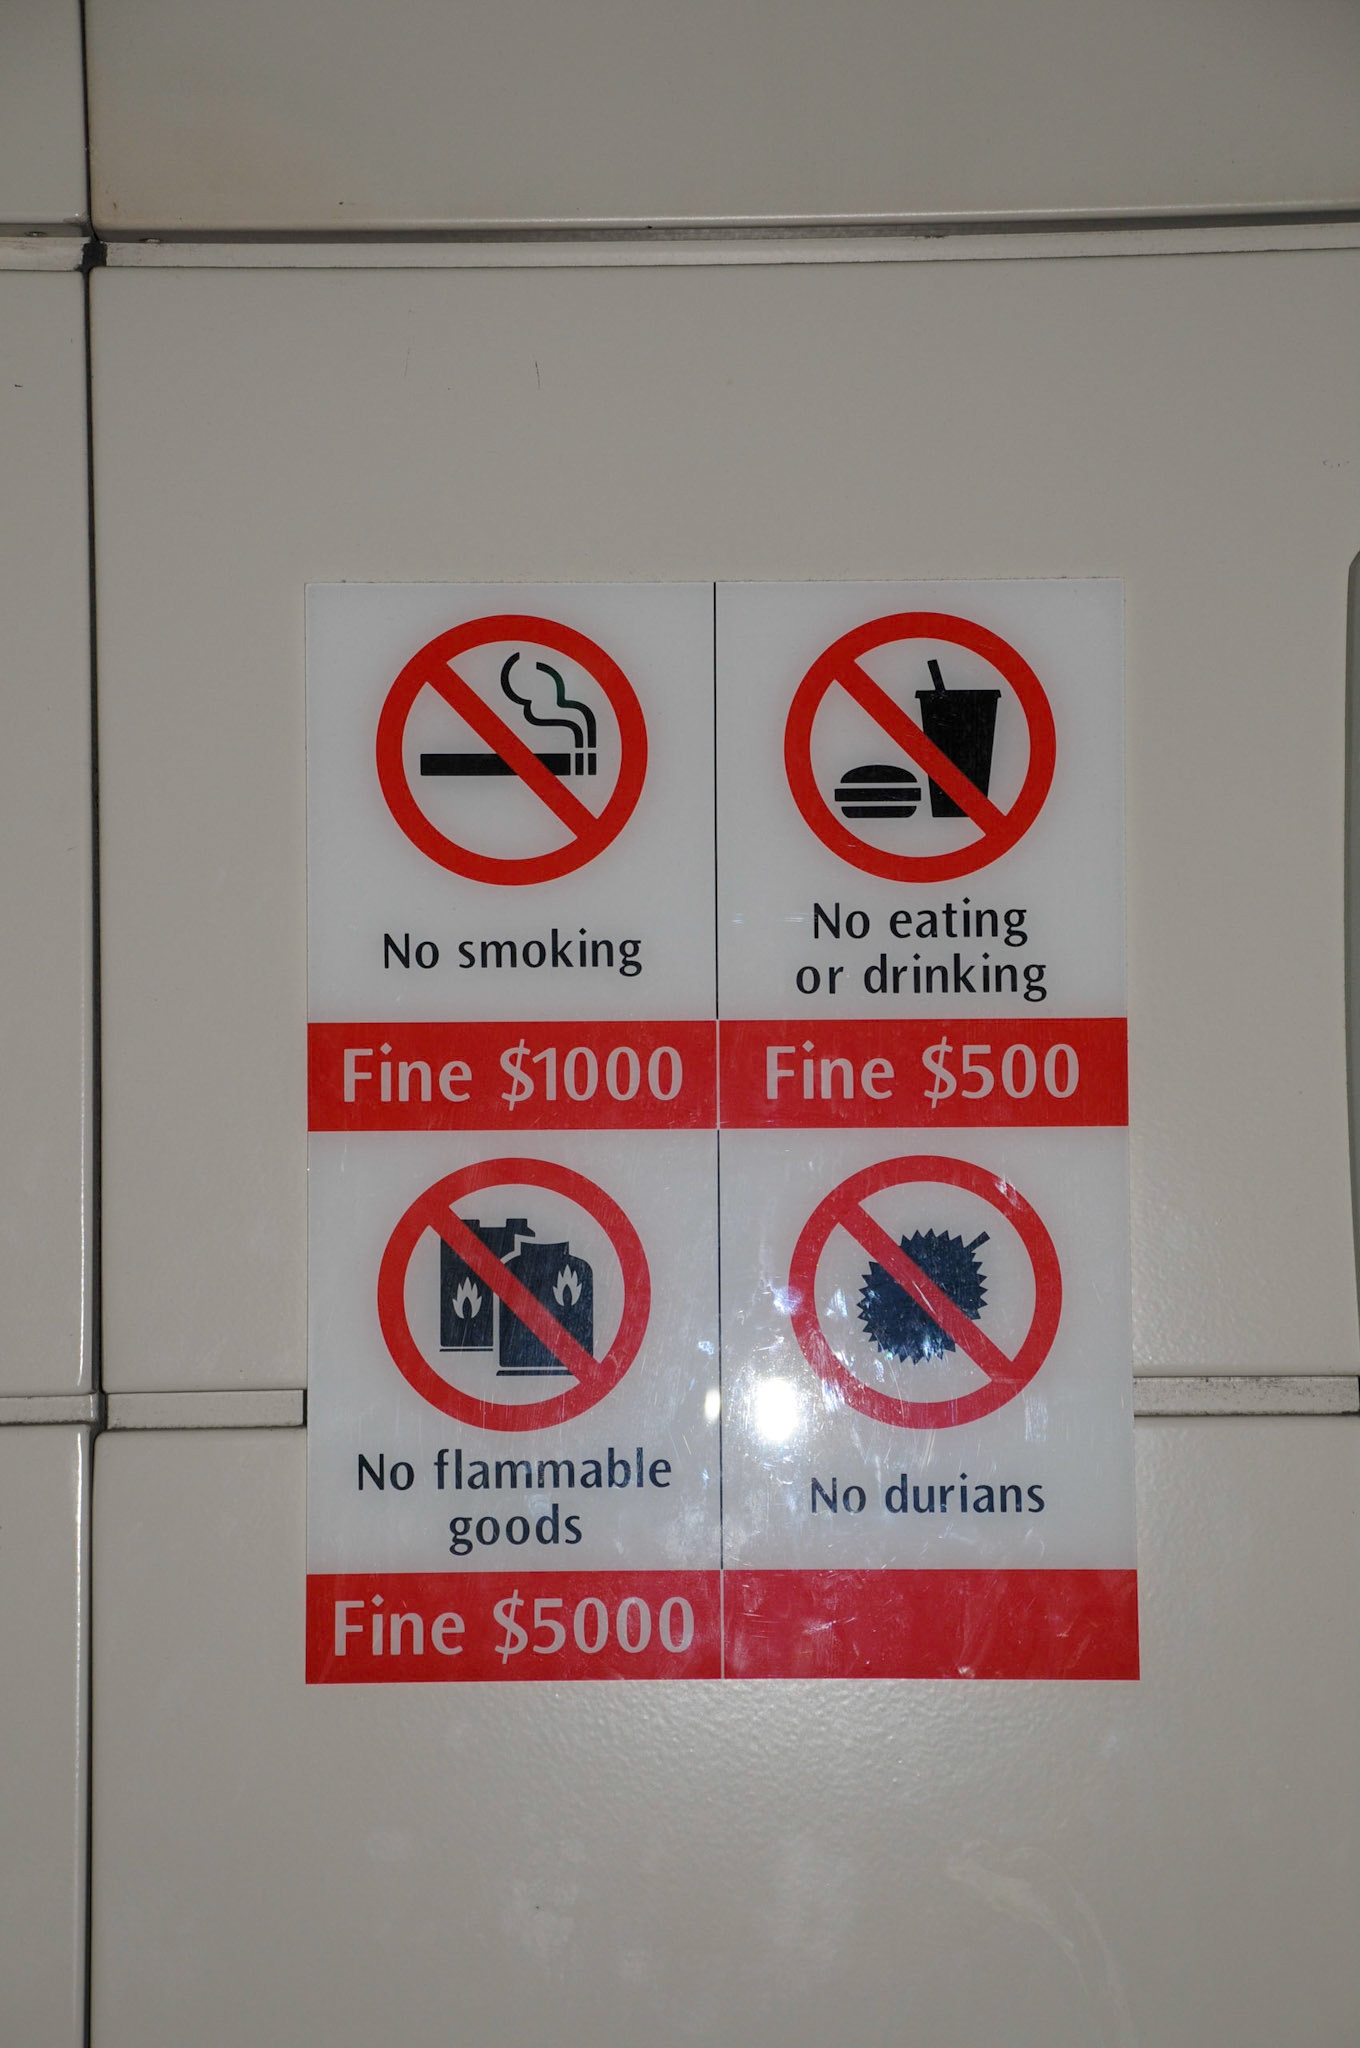 No smoking
Fine $1000
No eating
or drinking
Fine $500
No flammable
goods
Fine $5000
No durians